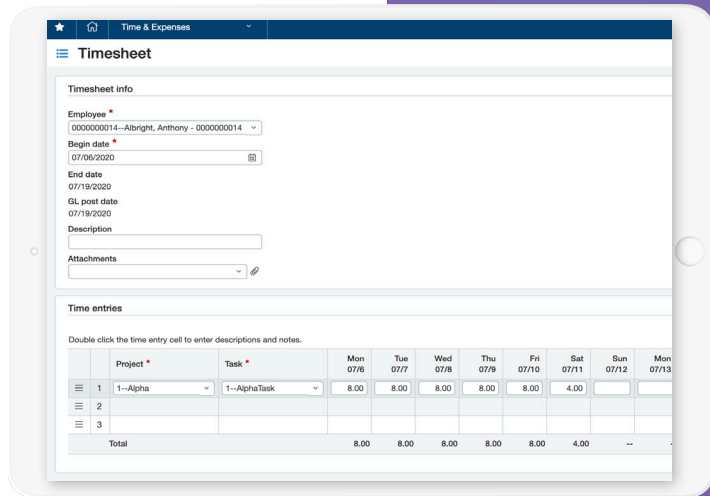 Time & Expenses
Timesheet
Timesheet info
Employee *
0000000014--Albright, Anthony - 0000000014
Begin date *
07/06/2020
End date
07/19/2020
GL post date
07/19/2020
Description
Attachments
Time entries
Double click the time entry cell to enter descriptions and notes.
Project * Task * Mon 07/6 Tue 07/7 Wed 07/8 Thu 07/9 Fri 07/10 Sat 07/11 Sun 07/12 Mon 07/13
1 1--Alpha 1--AlphaTask 8.00 8.00 8.00 8.00 8.00 4.00
2
3
Total 8.00 8.00 8.00 8.00 8.00 4.00 --